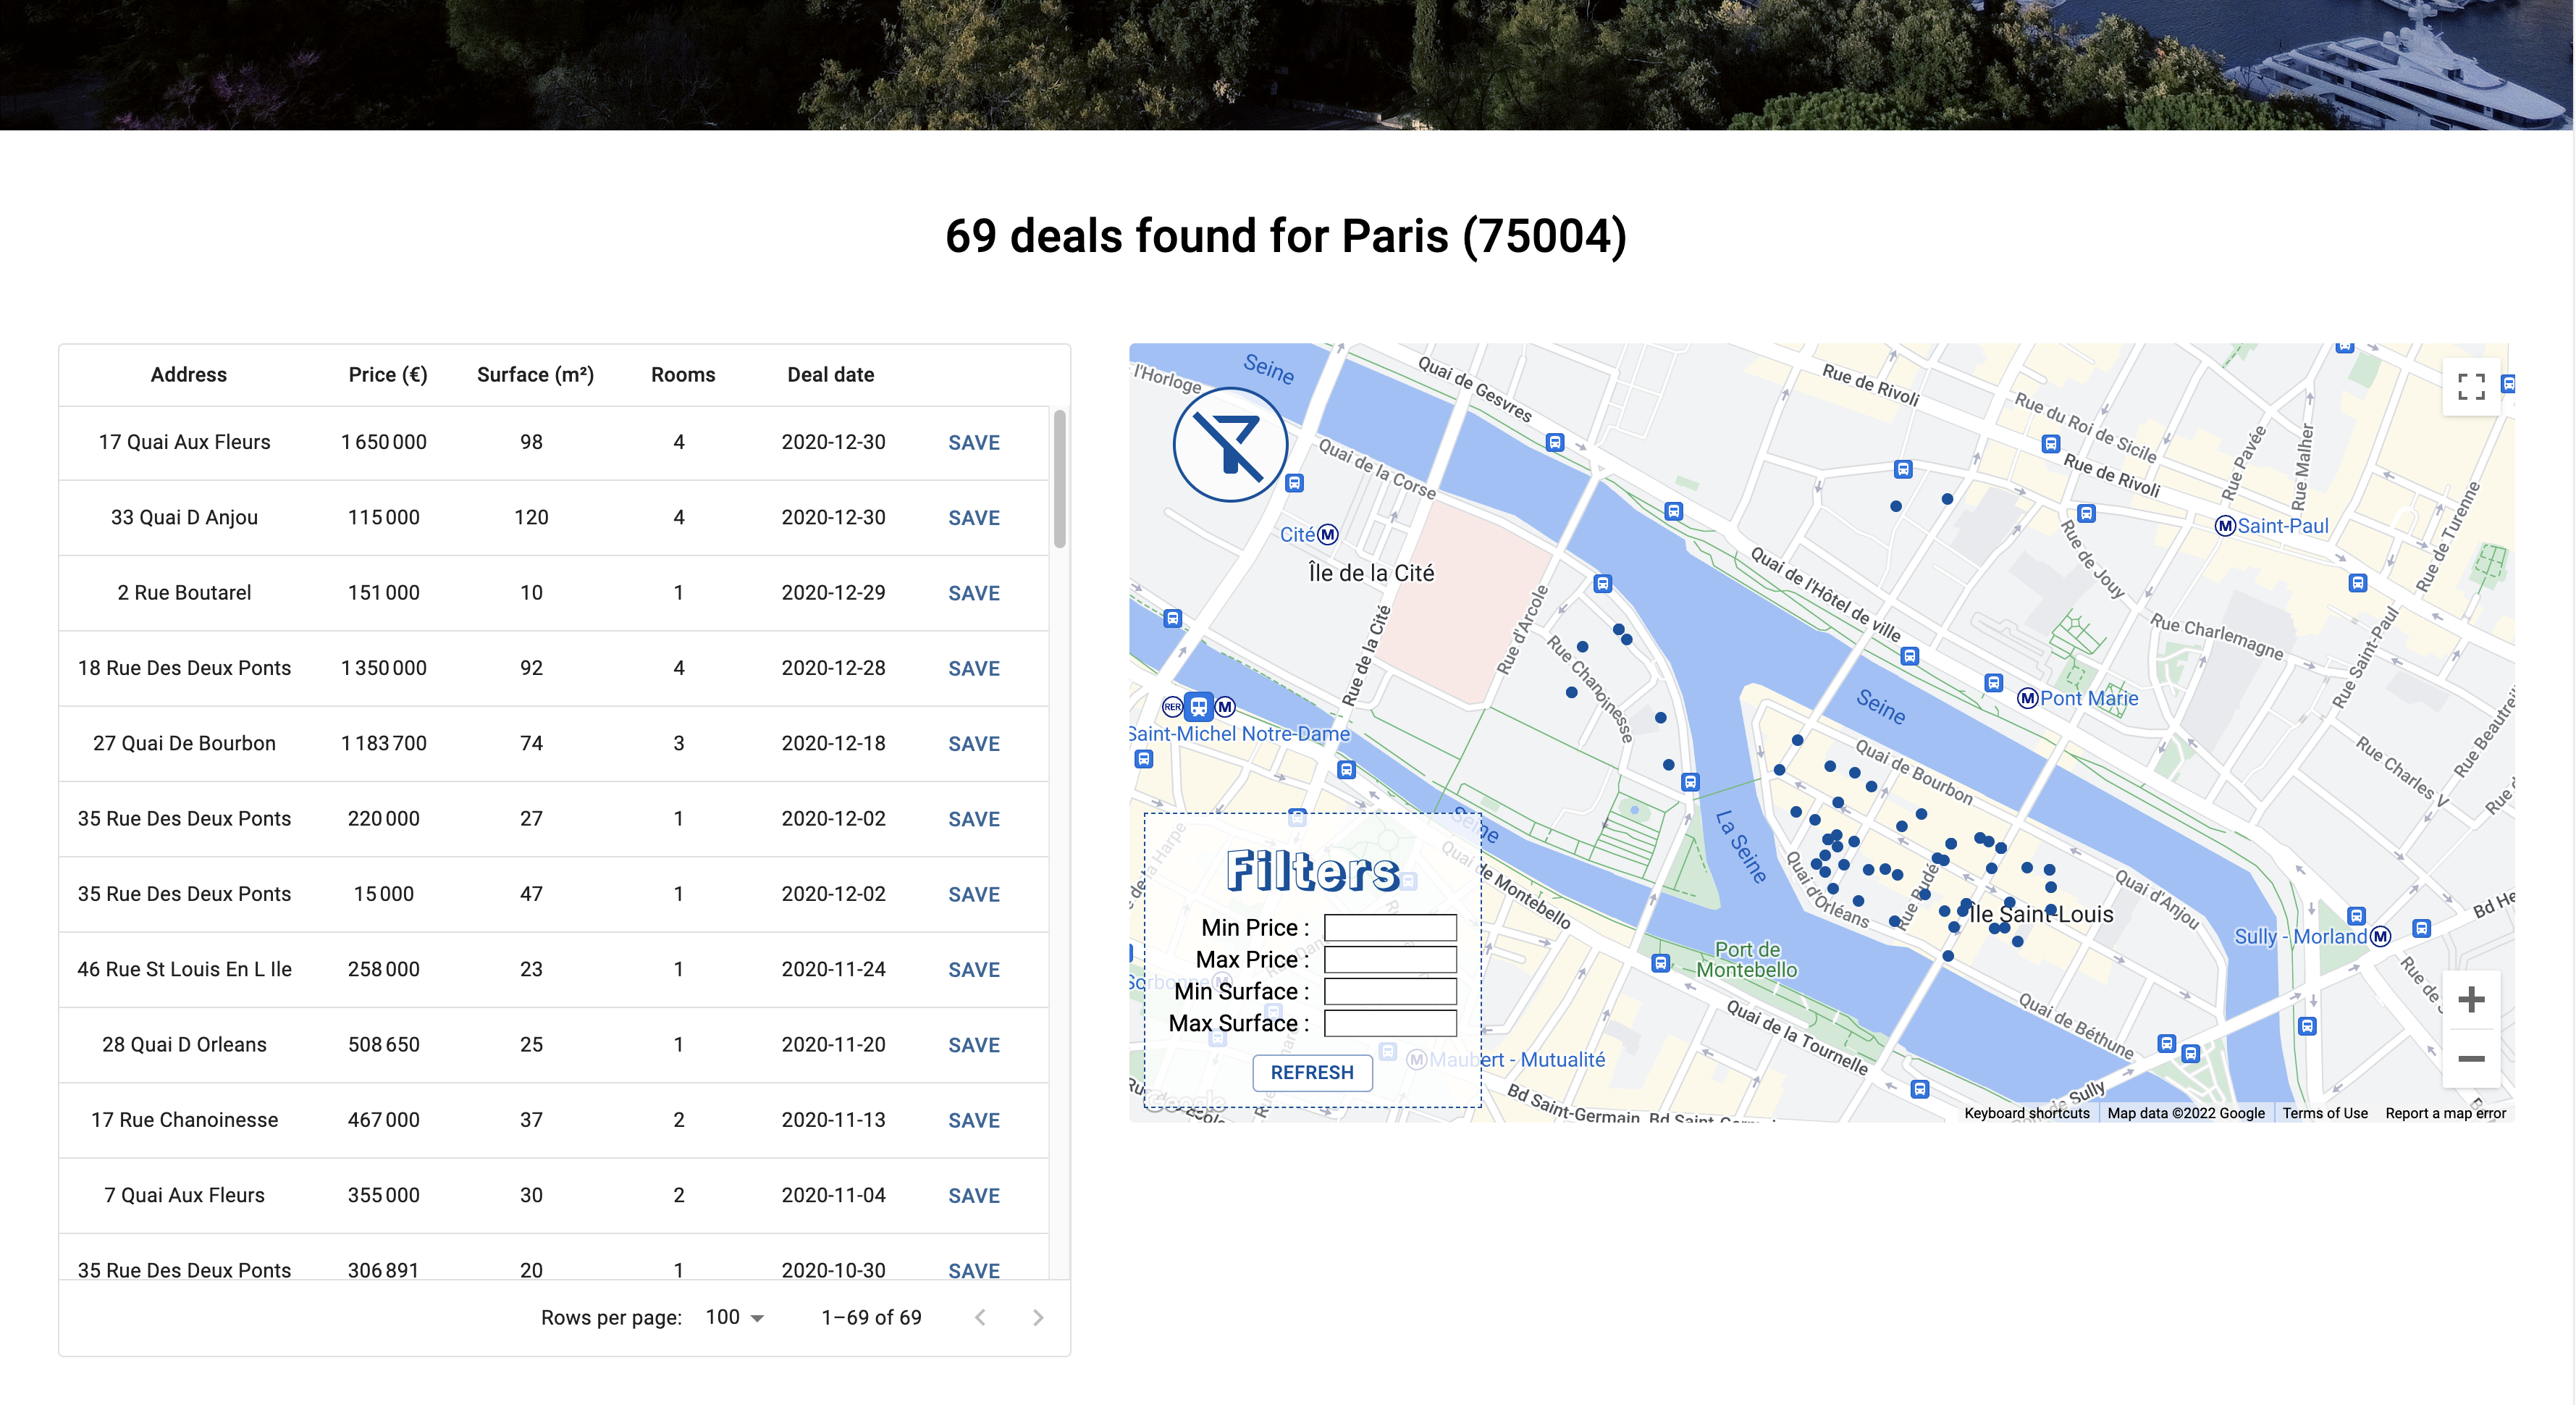 69 deals found for Paris (75004)
Address Price (€) Surface (m²) Rooms Deal date
17 Quai Aux Fleurs 1 650 000 98 4 2020-12-30 SAVE
33 Quai D Anjou 115 000 120 4 2020-12-30 SAVE
2 Rue Boutarel 151 000 10 1 2020-12-29 SAVE
18 Rue Des Deux Ponts 1 350 000 92 4 2020-12-28 SAVE
27 Quai De Bourbon 1 183 700 74 3 2020-12-18 SAVE
35 Rue Des Deux Ponts 220 000 27 1 2020-12-02 SAVE
35 Rue Des Deux Ponts 15 000 47 1 2020-12-02 SAVE
46 Rue St Louis En L Ile 258 000 23 1 2020-11-24 SAVE
28 Quai D Orleans 508 650 25 1 2020-11-20 SAVE
17 Rue Chanoinesse 467 000 37 2 2020-11-13 SAVE
7 Quai Aux Fleurs 355 000 30 2 2020-11-04 SAVE
35 Rue Des Deux Ponts 306 891 20 1 2020-10-30 SAVE
Rows per page: 100 1–69 of 69
l'Horloge
Seine
Quai de Gesvres
Rue de Rivoli
Rue du Roi de Sicile
Rue de Rivoli
Rue Pavée
Rue Malher
Rue de Turenne
Quai de la Corse
Cité M
Île de la Cité
M Saint-Paul
Rue de Jouy
Quai de l'Hôtel de ville
Rue d'Arcole
Rue de la Cité
Rue Chanoinesse
Rue Charlemagne
Rue Saint-Paul
Rue Beautrei
RER M
Saint-Michel Notre-Dame
Seine
M Pont Marie
Rue Charles V
Quai de Bourbon
La Seine
Seine
Quai d'Orléans
Rue Budé
Île Saint-Louis
Quai d'Anjou
Sully - Morland M
Bd He
Rue de
Quai de Montebello
Port de
Montebello
Quai de la Tournelle
Quai de Béthune
de Sully
Maubert - Mutualité
Bd Saint-Germain
Filters
Min Price :
Max Price :
Min Surface :
Max Surface :
REFRESH
Google
Keyboard shortcuts Map data ©2022 Google Terms of Use Report a map error